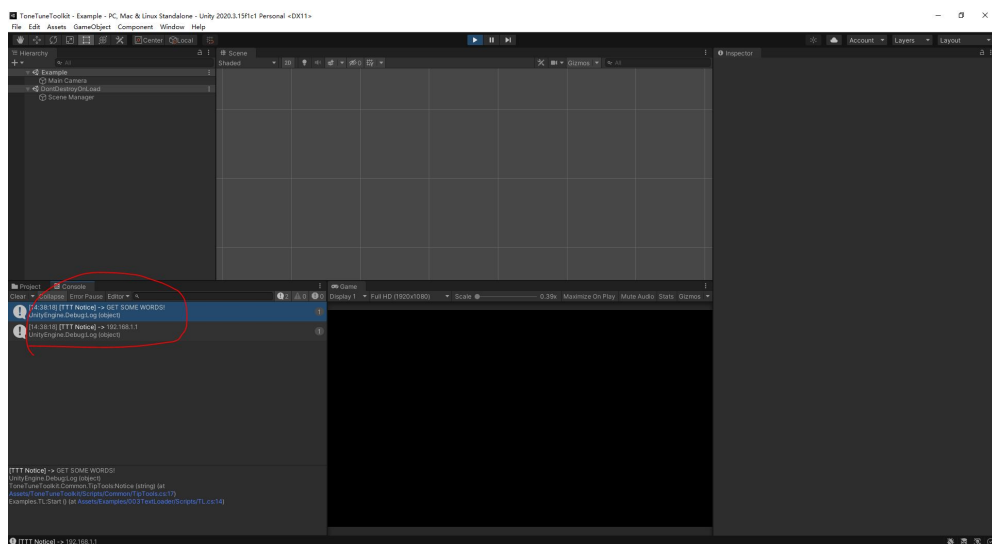 ToneTuneToolkit - Example - PC, Mac & Linux Standalone - Unity 2020.3.15f1c1 Personal <DX11>
File Edit Assets GameObject Component Window Help
Center Local Account Layers Layout
Hierarchy
All
Example
Main Camera
DontDestroyOnLoad
Scene Manager
Scene
Shaded 2D 0 Gizmos All
Inspector
Project Console
Clear Collapse Error Pause Editor 2 0 0
[14:38:18] [TTT Notice] -> GET SOME WORDS!
UnityEngine.Debug:Log (object)
1
[14:38:18] [TTT Notice] -> 192.168.1.1
UnityEngine.Debug:Log (object)
1
[TTT Notice] -> GET SOME WORDS!
UnityEngine.Debug:Log (object)
ToneTuneToolkit.Common.TipTools:Notice (string) (at
Assets/ToneTuneToolkit/Scripts/Common/TipTools.cs:17)
Examples.TL:Start () (at Assets/Examples/003TextLoader/Scripts/TL.cs:14)
Game
Display 1 Full HD (1920x1080) Scale 0.39x Maximize On Play Mute Audio Stats Gizmos
[TTT Notice] -> 192.168.1.1